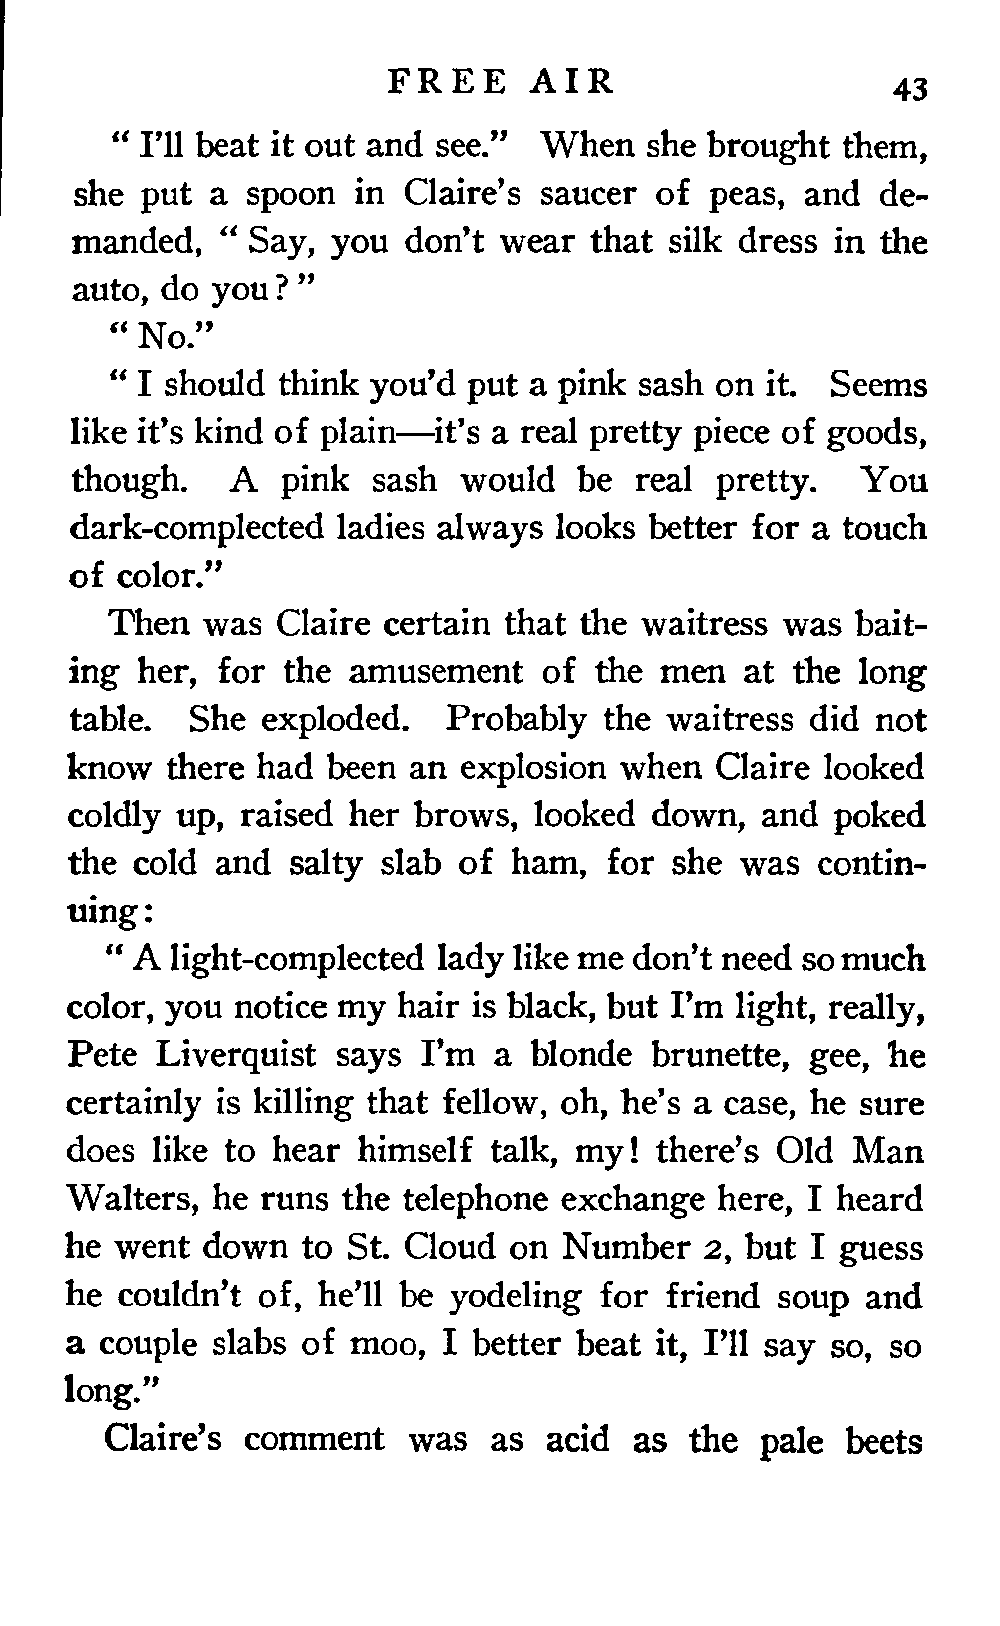 FREE AIR 43
" I'll beat it out and see." When she brought them,
she put a spoon in Claire's saucer of peas, and de-
manded, " Say, you don't wear that silk dress in the
auto, do you ? "
" No."
" I should think you'd put a pink sash on it. Seems
like it's kind of plain—it's a real pretty piece of goods,
though. A pink sash would be real pretty. You
dark-complected ladies always looks better for a touch
of color."
Then was Claire certain that the waitress was bait-
ing her, for the amusement of the men at the long
table. She exploded. Probably the waitress did not
know there had been an explosion when Claire looked
coldly up, raised her brows, looked down, and poked
the cold and salty slab of ham, for she was contin-
uing :
" A light-complected lady like me don't need so much
color, you notice my hair is black, but I'm light, really,
Pete Liverquist says I'm a blonde brunette, gee, he
certainly is killing that fellow, oh, he's a case, he sure
does like to hear himself talk, my ! there's Old Man
Walters, he runs the telephone exchange here, I heard
he went down to St. Cloud on Number 2, but I guess
he couldn't of, he'll be yodeling for friend soup and
a couple slabs of moo, I better beat it, I'll say so, so
long."
Claire's comment was as acid as the pale beets